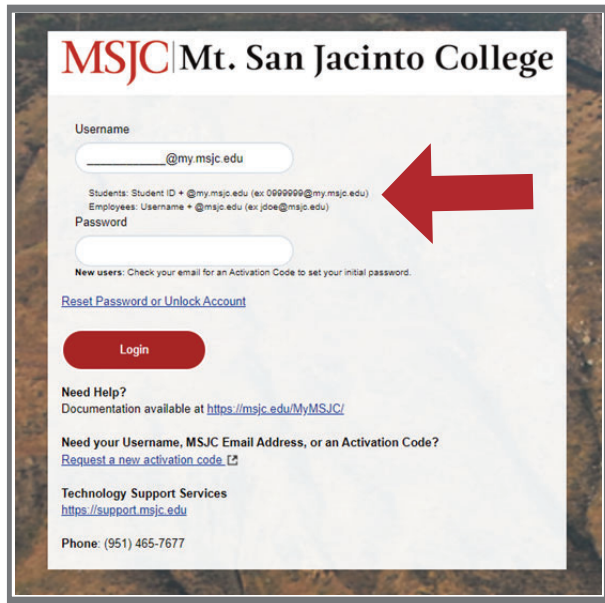 MSJC Mt. San Jacinto College
Username
____________@my.msjc.edu
Students: Student ID + @my.msjc.edu (ex 0999999@my.msjc.edu)
Employees: Username + @msjc.edu (ex jdoe@msjc.edu)
Password
New users: Check your email for an Activation Code to set your initial password.
Reset Password or Unlock Account
Login
Need Help?
Documentation available at https://msjc.edu/MyMSJC/
Need your Username, MSJC Email Address, or an Activation Code?
Request a new activation code
Technology Support Services
https://support.msjc.edu
Phone: (951) 465-7677